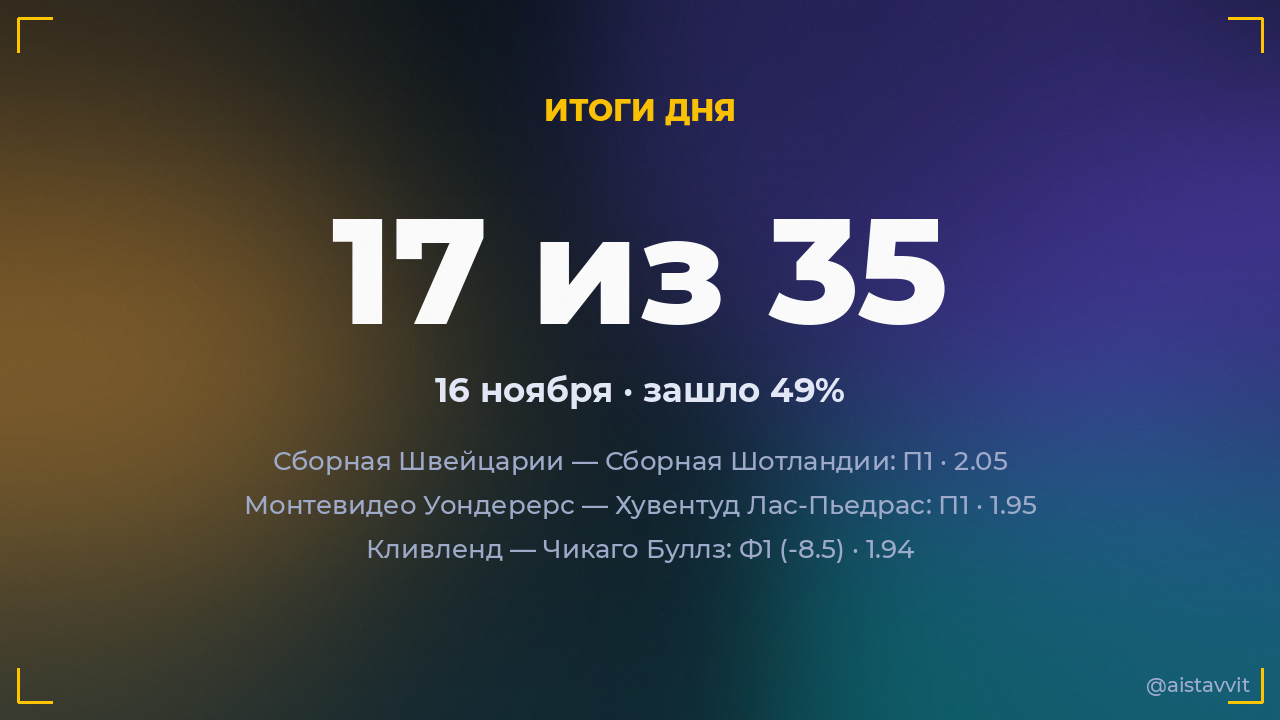 ИТОГИ ДНЯ
17 из 35
16 ноября · зашло 49%
Сборная Швейцарии — Сборная Шотландии: П1 · 2.05
Монтевидео Уондерерс — Хувентуд Лас-Пьедрас: П1 · 1.95
Кливленд — Чикаго Буллз: Ф1 (-8.5) · 1.94
@aistavvit